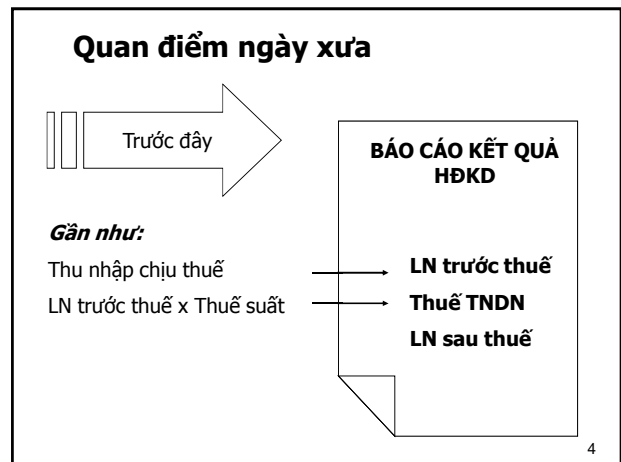 Quan điểm ngày xưa
Trước đây
BÁO CÁO KẾT QUẢ
HĐKD
Gần như:
Thu nhập chịu thuế
LN trước thuế
LN trước thuế x Thuế suất
Thuế TNDN
LN sau thuế
4